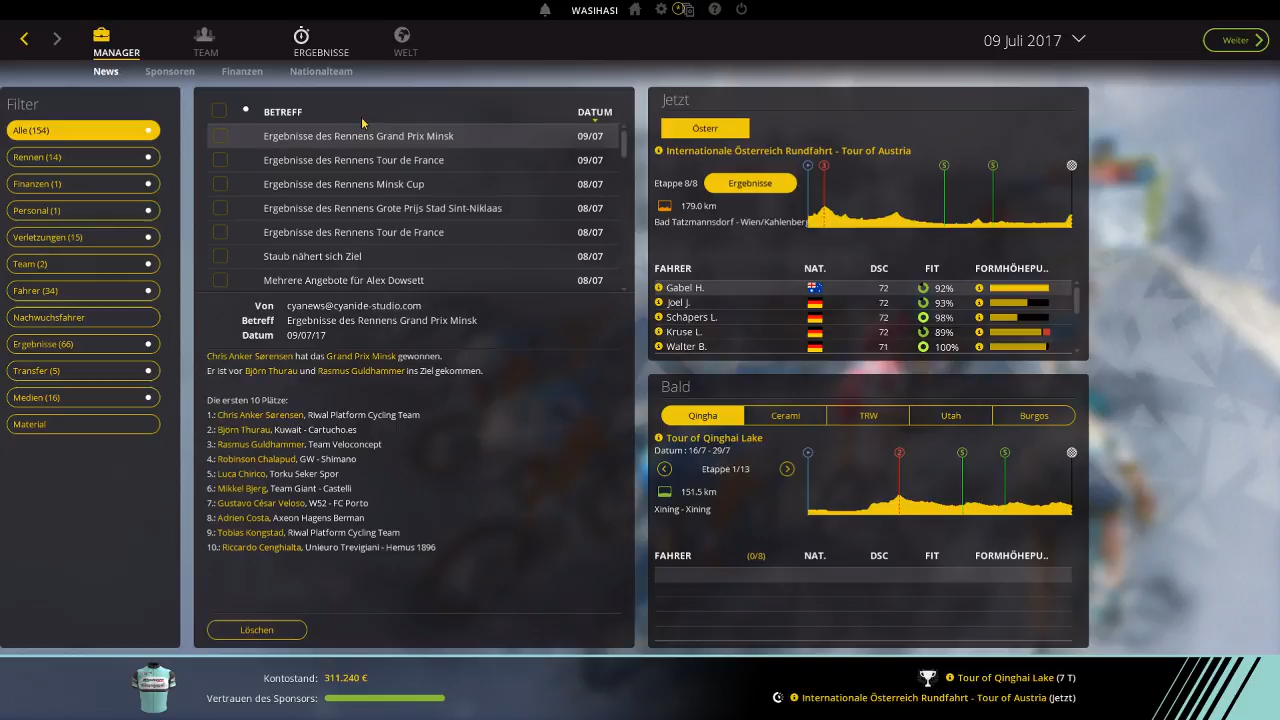 WASIHASI
MANAGER
TEAM
ERGEBNISSE
WELT
09 Juli 2017
Weiter
News
Sponsoren
Finanzen
Nationalteam
Filter
Alle (154)
Rennen (14)
Finanzen (1)
Personal (1)
Verletzungen (15)
Team (2)
Fahrer (34)
Nachwuchsfahrer
Ergebnisse (66)
Transfer (5)
Medien (16)
Material
BETREFF DATUM
Ergebnisse des Rennens Grand Prix Minsk 09/07
Ergebnisse des Rennens Tour de France 09/07
Ergebnisse des Rennens Minsk Cup 08/07
Ergebnisse des Rennens Grote Prijs Stad Sint-Niklaas 08/07
Ergebnisse des Rennens Tour de France 08/07
Staub nähert sich Ziel 08/07
Mehrere Angebote für Alex Dowsett 08/07
Von cyanews@cyanide-studio.com
Betreff Ergebnisse des Rennens Grand Prix Minsk
Datum 09/07/17
Chris Anker Sørensen hat das Grand Prix Minsk gewonnen.
Er ist vor Björn Thurau und Rasmus Guldhammer ins Ziel gekommen.
Die ersten 10 Plätze:
1.: Chris Anker Sørensen, Riwal Platform Cycling Team
2.: Björn Thurau, Kuwait - Cartuchoes
3.: Rasmus Guldhammer, Team Veloconcept
4.: Robinson Chalapud, GW - Shimano
5.: Luca Chirico, Torku Seker Spor
6.: Mikkel Bjerg, Team Giant - Castelli
7.: Gustavo César Veloso, W52 - FC Porto
8.: Adrien Costa, Axeon Hagens Berman
9.: Tobias Kongstad, Riwal Platform Cycling Team
10.: Riccardo Cenghialta, Unieuro Trevigiani - Hemus 1896
Löschen
Jetzt
Österr
Internationale Österreich Rundfahrt - Tour of Austria
Etappe 8/8 Ergebnisse
179.0 km
Bad Tatzmannsdorf - Wien/Kahlenberg
3 S S
FAHRER NAT. DSC FIT FORMHÖHEPU..
Gabel H. 72 92%
Joel J. 72 93%
Schäpers L. 72 98%
Kruse L. 72 89%
Walter B. 71 100%
Bald
Qingha
Cerami
TRW
Utah
Burgos
Tour of Qinghai Lake
Datum : 16/7 - 29/7
Etappe 1/13
151.5 km
Xining - Xining
2 S S
FAHRER (0/8) NAT. DSC FIT FORMHÖHEPU..
Kontostand: 311.240 €
Vertrauen des Sponsors:
Tour of Qinghai Lake (7 T)
Internationale Österreich Rundfahrt - Tour of Austria (Jetzt)